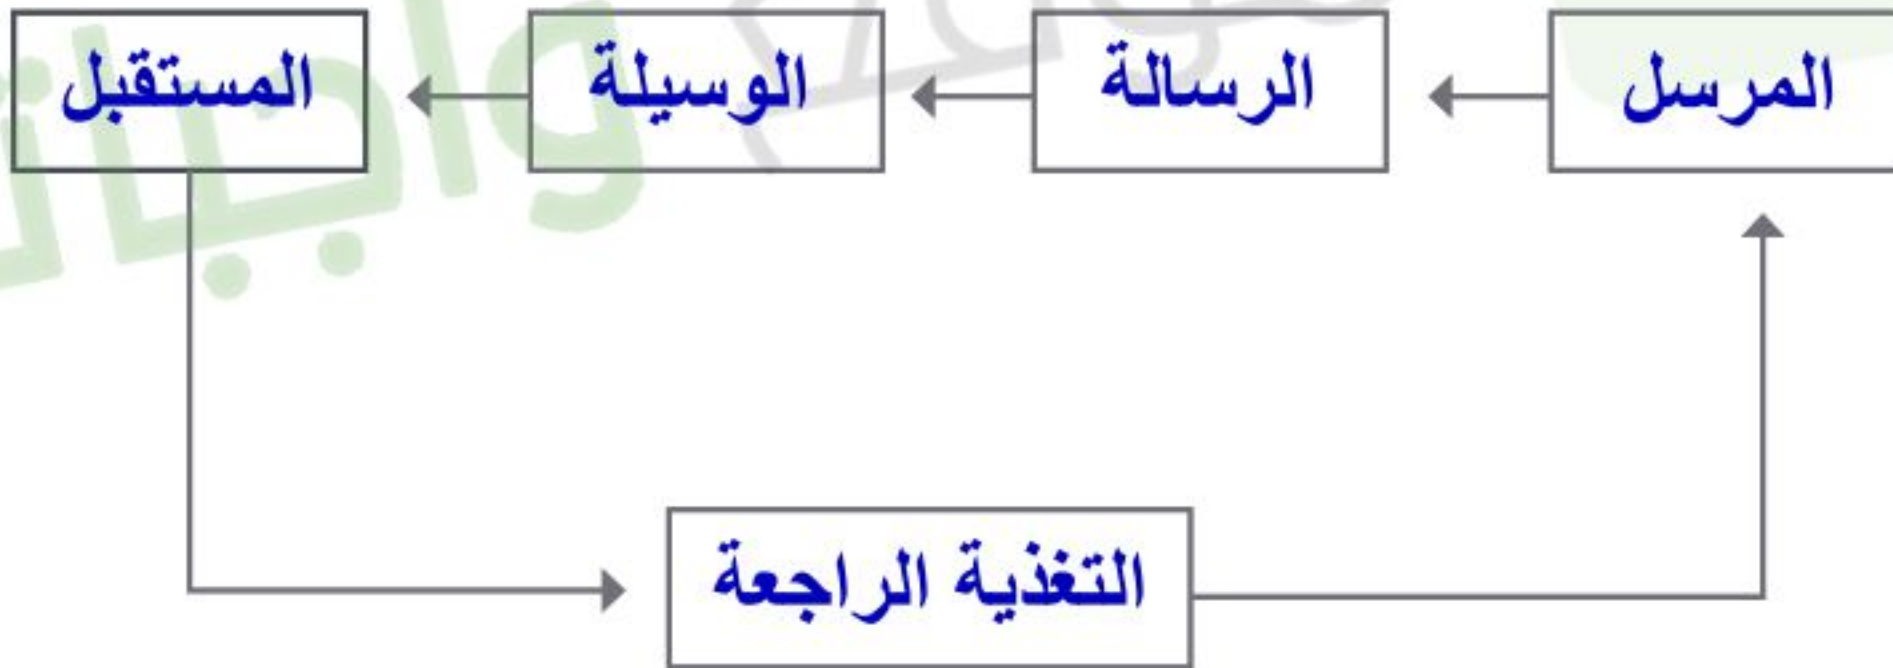 المرسل
الرسالة
الوسيلة
المستقبل
التغذية الراجعة